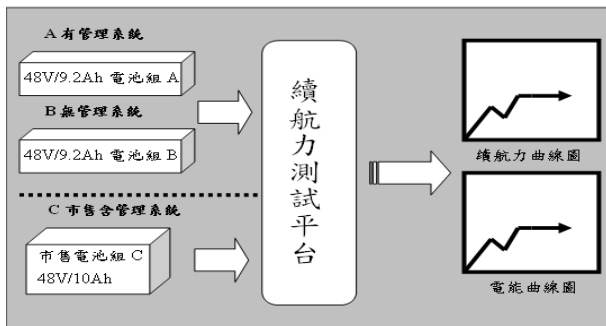 A 有管理系統
48V/9.2Ah 電池組 A
B 無管理系統
48V/9.2Ah 電池組 B
C 市售含管理系統
市售電池組 C
48V/10Ah
續航力測試平台
續航力曲線圖
電能曲線圖